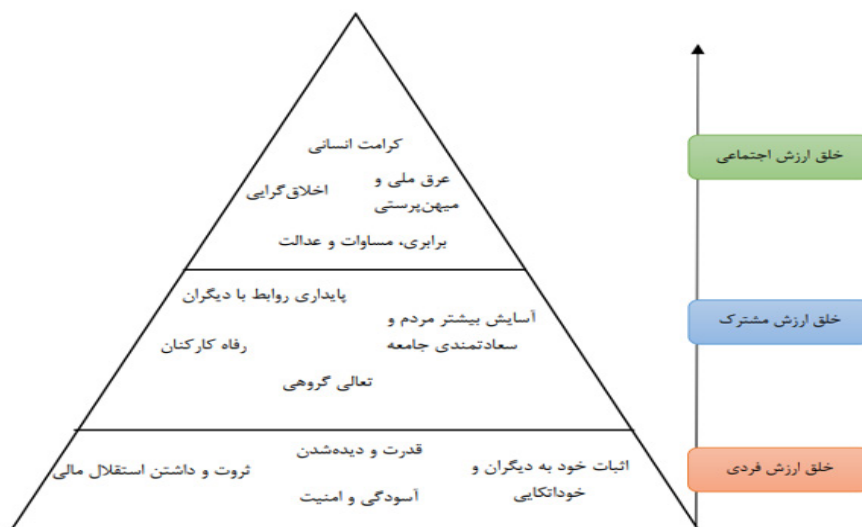 کرامت انسانی
عرق ملی و
میهن‌پرستی
اخلاق‌گرایی
برابری، مساوات و عدالت
خلق ارزش اجتماعی
پایداری روابط با دیگران
آسایش بیشتر مردم و
سعادتمندی جامعه
رفاه کارکنان
تعالی گروهی
خلق ارزش مشترک
قدرت و دیده‌شدن
اثبات خود به دیگران و
خوداتکایی
ثروت و داشتن استقلال مالی
آسودگی و امنیت
خلق ارزش فردی